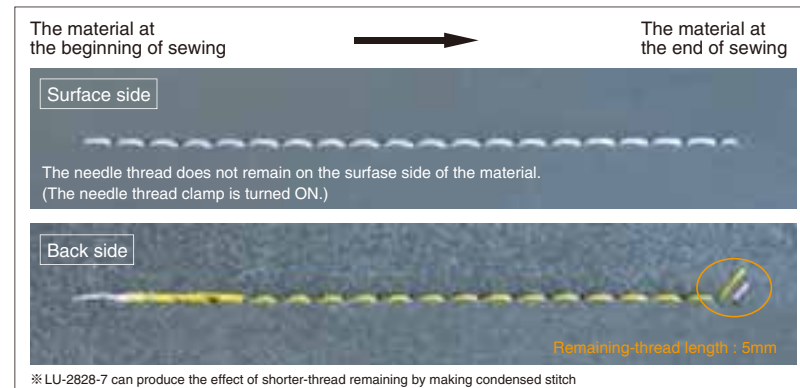 The material at
the beginning of sewing
The material at
the end of sewing
Surface side
The needle thread does not remain on the surfase side of the material.
(The needle thread clamp is turned ON.)
Back side
Remaining-thread length : 5mm
※LU-2828-7 can produce the effect of shorter-thread remaining by making condensed stitch